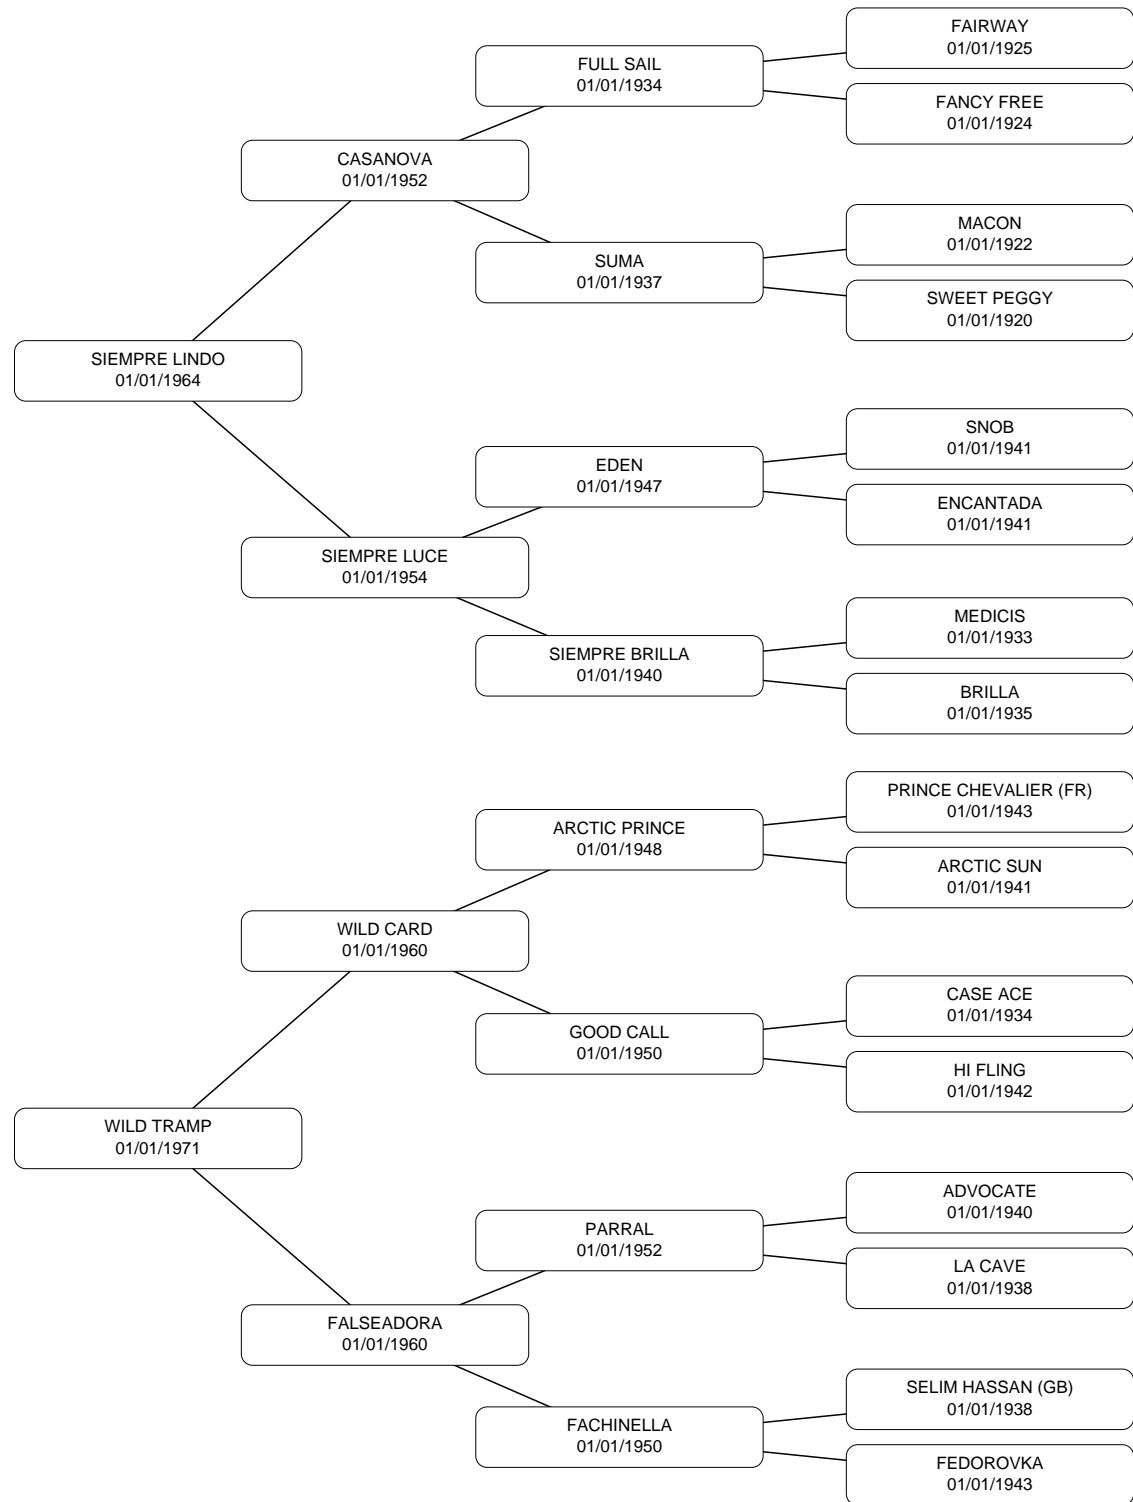 FAIRWAY
01/01/1925
FULL SAIL
01/01/1934
FANCY FREE
01/01/1924
CASANOVA
01/01/1952
MACON
01/01/1922
SUMA
01/01/1937
SWEET PEGGY
01/01/1920
SIEMPRE LINDO
01/01/1964
SNOB
01/01/1941
EDEN
01/01/1947
ENCANTADA
01/01/1941
SIEMPRE LUCE
01/01/1954
MEDICIS
01/01/1933
SIEMPRE BRILLA
01/01/1940
BRILLA
01/01/1935
PRINCE CHEVALIER (FR)
01/01/1943
ARCTIC PRINCE
01/01/1948
ARCTIC SUN
01/01/1941
WILD CARD
01/01/1960
CASE ACE
01/01/1934
GOOD CALL
01/01/1950
HI FLING
01/01/1942
WILD TRAMP
01/01/1971
ADVOCATE
01/01/1940
PARRAL
01/01/1952
LA CAVE
01/01/1938
FALSEADORA
01/01/1960
SELIM HASSAN (GB)
01/01/1938
FACHINELLA
01/01/1950
FEDOROVKA
01/01/1943